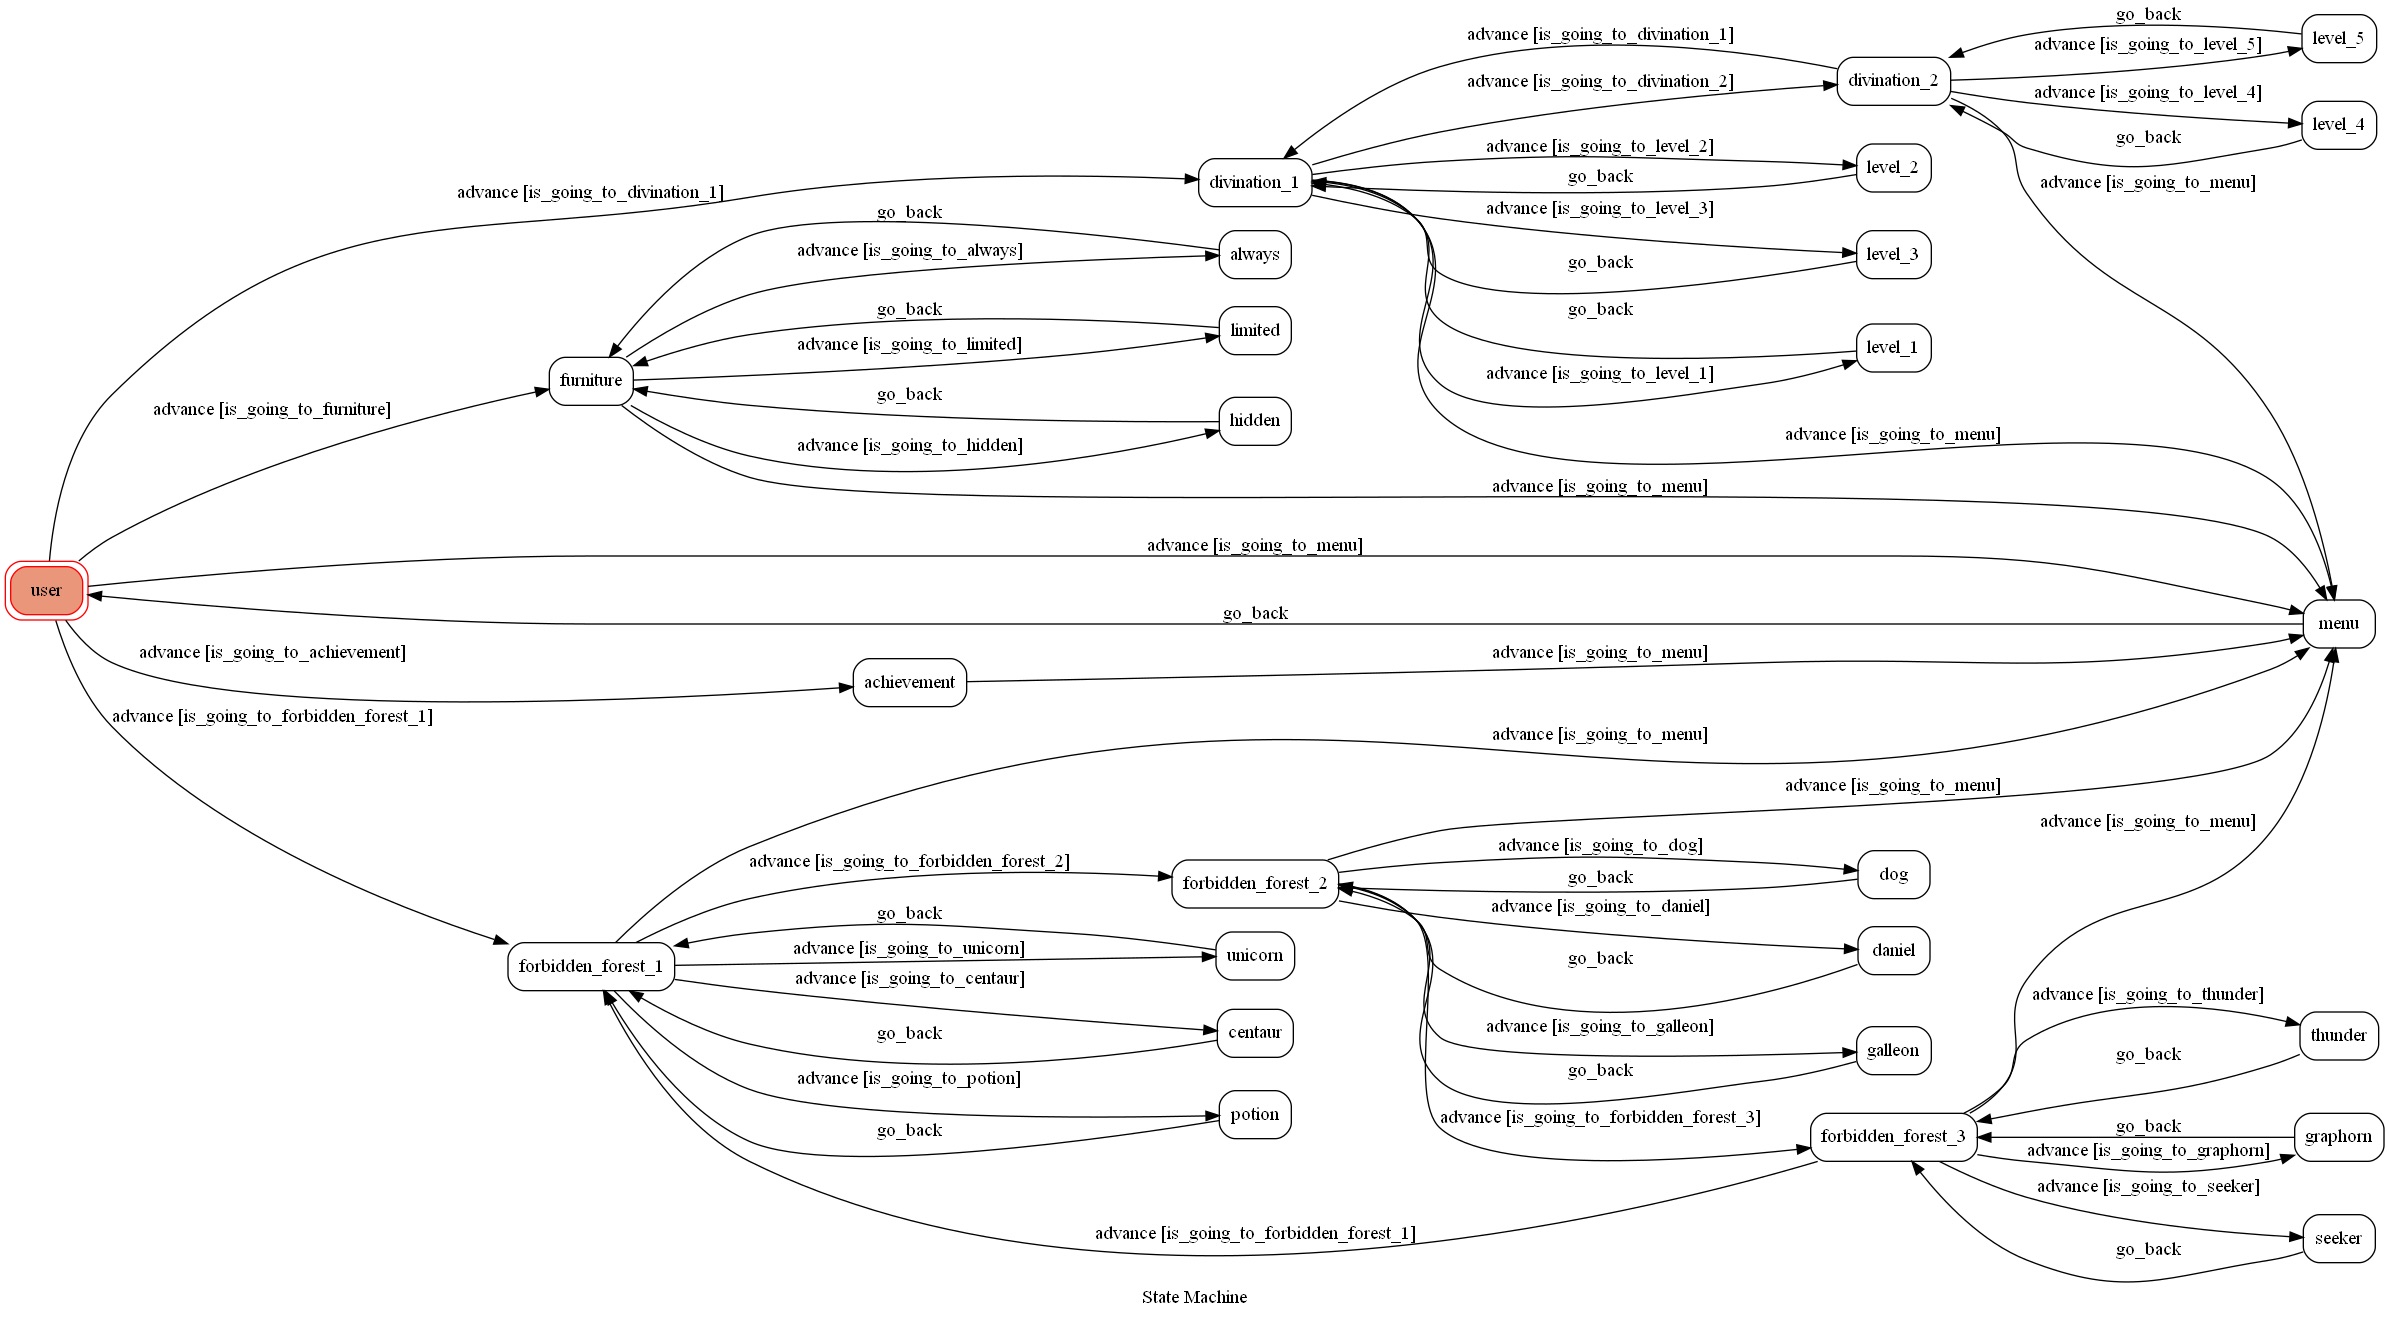 go_back
level_5
advance [is_going_to_divination_1]
advance [is_going_to_level_5]
divination_2
advance [is_going_to_divination_2]
advance [is_going_to_level_4]
level_4
go_back
advance [is_going_to_level_2]
level_2
go_back
advance [is_going_to_menu]
divination_1
advance [is_going_to_divination_1]
advance [is_going_to_level_3]
go_back
advance [is_going_to_always]
always
level_3
go_back
go_back
go_back
limited
advance [is_going_to_limited]
level_1
advance [is_going_to_level_1]
furniture
go_back
advance [is_going_to_furniture]
hidden
advance [is_going_to_menu]
advance [is_going_to_hidden]
advance [is_going_to_menu]
advance [is_going_to_menu]
user
go_back
menu
advance [is_going_to_achievement]
advance [is_going_to_menu]
achievement
advance [is_going_to_forbidden_forest_1]
advance [is_going_to_menu]
advance [is_going_to_menu]
advance [is_going_to_menu]
advance [is_going_to_dog]
advance [is_going_to_forbidden_forest_2]
dog
go_back
forbidden_forest_2
advance [is_going_to_daniel]
go_back
advance [is_going_to_unicorn]
unicorn
daniel
go_back
forbidden_forest_1
advance [is_going_to_centaur]
advance [is_going_to_thunder]
go_back
centaur
advance [is_going_to_galleon]
thunder
galleon
go_back
go_back
advance [is_going_to_potion]
potion
advance [is_going_to_forbidden_forest_3]
go_back
go_back
forbidden_forest_3
graphorn
advance [is_going_to_graphorn]
advance [is_going_to_seeker]
advance [is_going_to_forbidden_forest_1]
seeker
go_back
State Machine